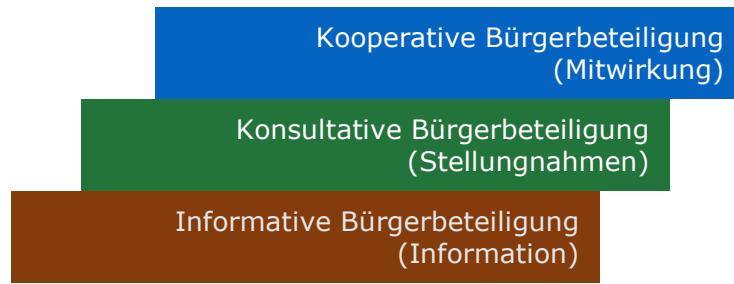 Kooperative Bürgerbeteiligung
(Mitwirkung)
Konsultative Bürgerbeteiligung
(Stellungnahmen)
Informative Bürgerbeteiligung
(Information)